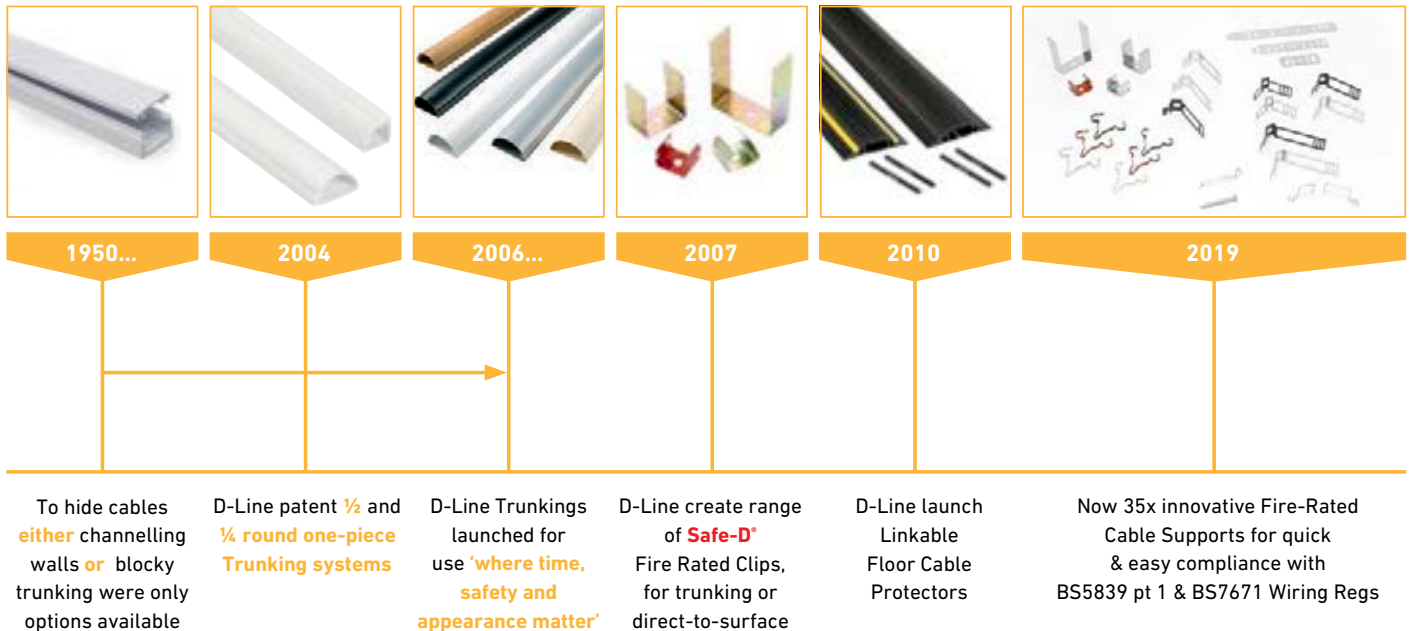 1950...
2004
2006...
2007
2010
2019
To hide cables
either channelling
walls or blocky
trunking were only
options available
D-Line patent ½ and
¼ round one-piece
Trunking systems
D-Line Trunkings
launched for
use ‘where time,
safety and
appearance matter’
D-Line create range
of Safe-D®
Fire Rated Clips,
for trunking or
direct-to-surface
D-Line launch
Linkable
Floor Cable
Protectors
Now 35x innovative Fire-Rated
Cable Supports for quick
& easy compliance with
BS5839 pt 1 & BS7671 Wiring Regs